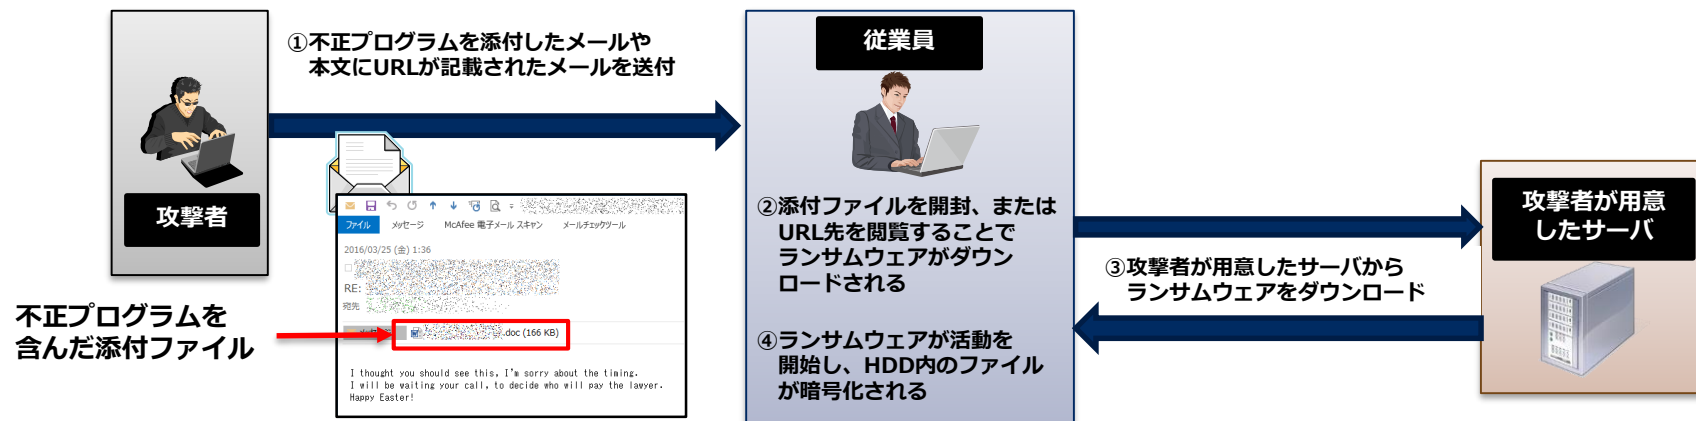 ①不正プログラムを添付したメールや
本文にURLが記載されたメールを送付
攻撃者
不正プログラムを
含んだ添付ファイル
ファイル メッセージ McAfee 電子メール スキャン メールチェックツール
2016/03/25 (金) 1:36
RE:
宛先
.doc (166 KB)
I thought you should see this, I'm sorry about the timing.
I will be waiting your call, to decide who will pay the lawyer.
Happy Easter!
従業員
②添付ファイルを開封、または
URL先を閲覧することで
ランサムウェアがダウン
ロードされる
④ランサムウェアが活動を
開始し、HDD内のファイル
が暗号化される
③攻撃者が用意したサーバから
ランサムウェアをダウンロード
攻撃者が用意
したサーバ